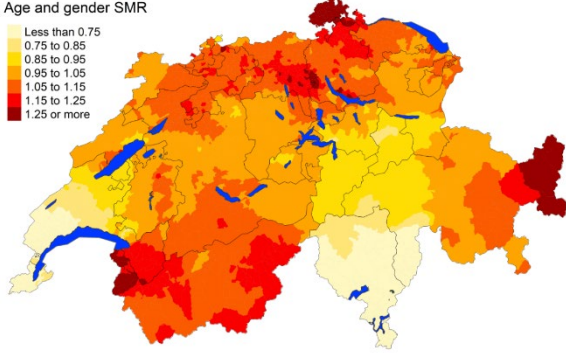 Age and gender SMR
Less than 0.75
0.75 to 0.85
0.85 to 0.95
0.95 to 1.05
1.05 to 1.15
1.15 to 1.25
1.25 or more